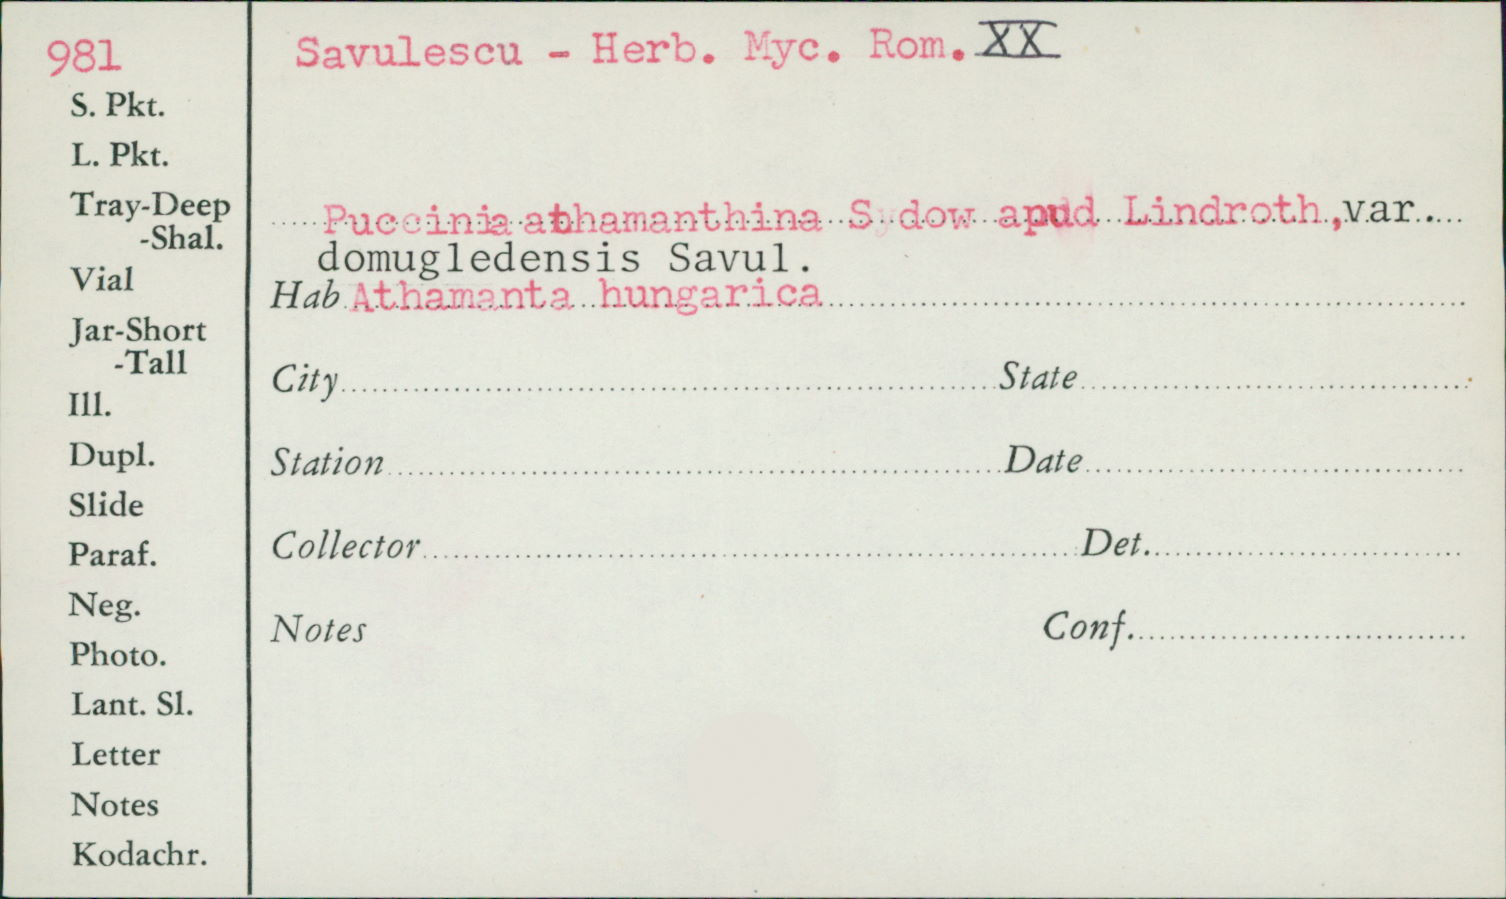 981
Savulescu - Herb. Myc. Rom. XX
S. Pkt.
L. Pkt.
Tray-Deep
-Shal.
Vial
Jar-Short
-Tall
Ill.
Dupl.
Slide
Paraf.
Neg.
Photo.
Lant. Sl.
Letter
Notes
Kodachr.
Puccinia athamanthina Sydow apud Lindroth, var.
domugledensis Savul.
Hab Athamanta hungarica
City State
Station Date
Collector Det.
Notes Conf.